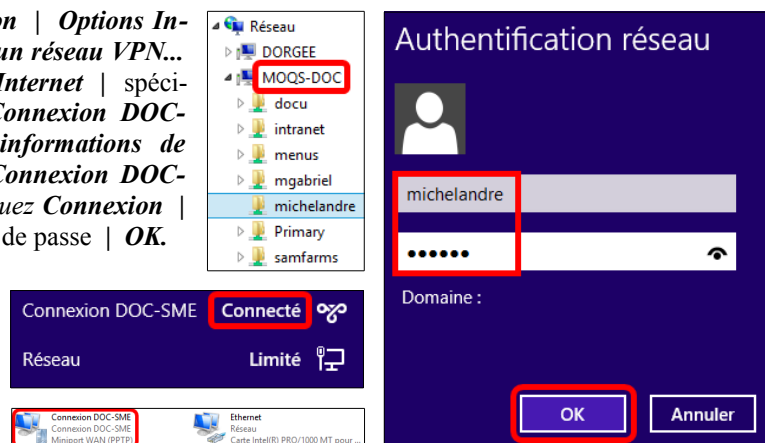 on | Options In-
un réseau VPN...
Internet | spéci-
Connexion DOC-
informations de
Connexion DOC-
uez Connexion |
de passe | OK.
Réseau
DORGEE
MOQS-DOC
docu
intranet
menus
mgabriel
michelandre
Primary
samfarms
Authentification réseau
michelandre
••••••
Domaine :
OK Annuler
Connexion DOC-SME Connecté
Réseau Limité
Connexion DOC-SME
Connexion DOC-SME
Miniport WAN (PPTP)
Ethernet
Réseau
Carte Intel(R) PRO/1000 MT pour ...